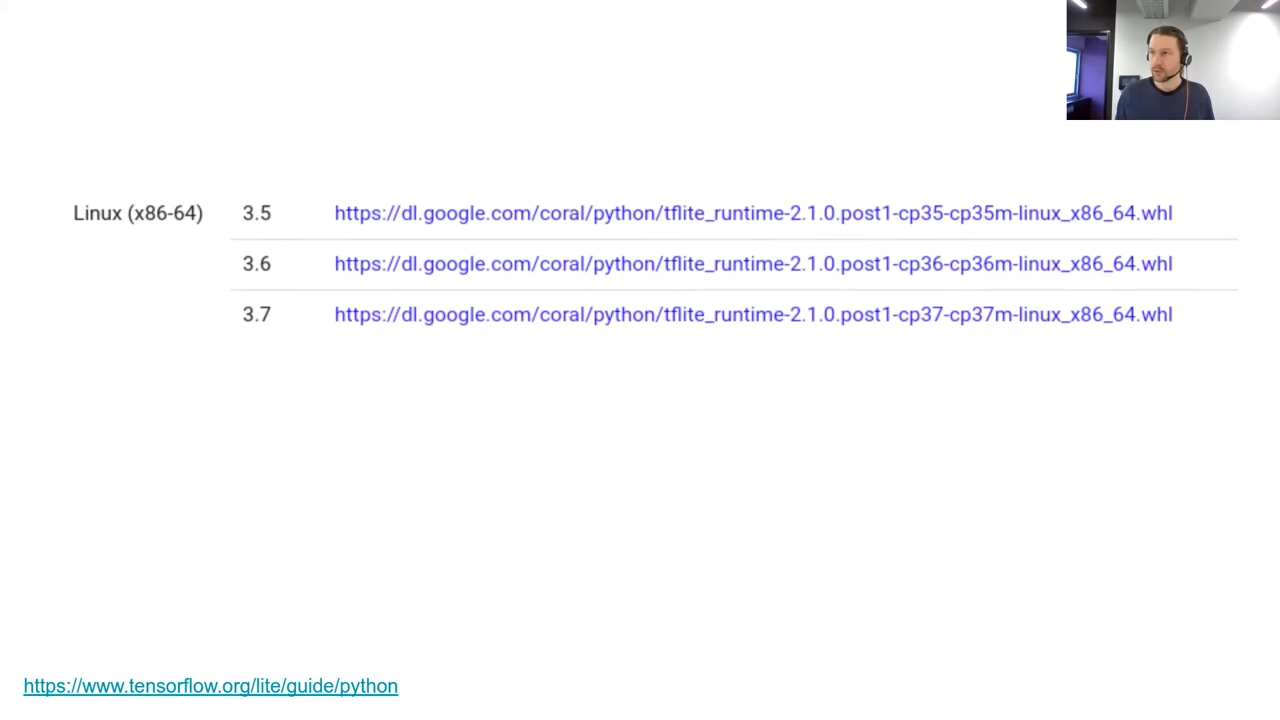 Linux (x86-64) 3.5 https://dl.google.com/coral/python/tflite_runtime-2.1.0.post1-cp35-cp35m-linux_x86_64.whl
3.6 https://dl.google.com/coral/python/tflite_runtime-2.1.0.post1-cp36-cp36m-linux_x86_64.whl
3.7 https://dl.google.com/coral/python/tflite_runtime-2.1.0.post1-cp37-cp37m-linux_x86_64.whl
https://www.tensorflow.org/lite/guide/python